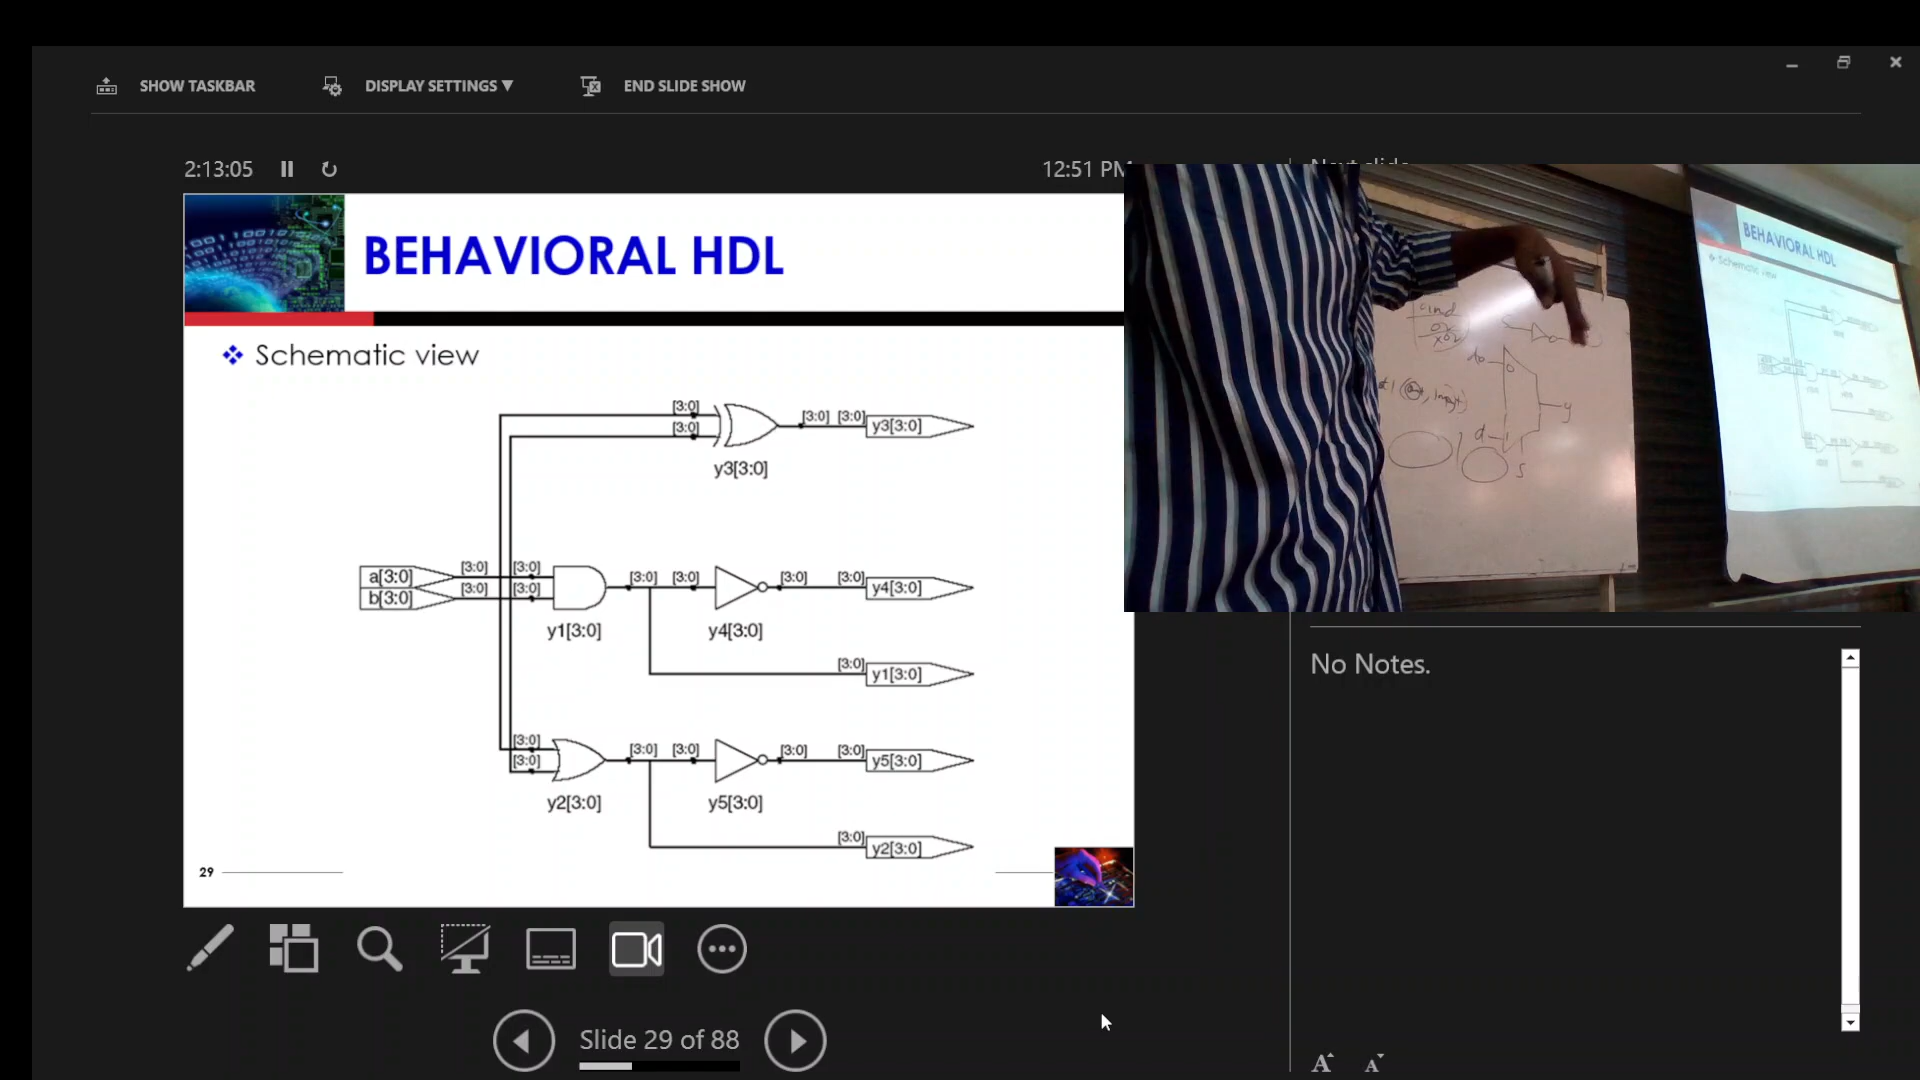 SHOW TASKBAR DISPLAY SETTINGS ▼ END SLIDE SHOW
2:13:05 12:51 PM
BEHAVIORAL HDL
Schematic view
[3:0]
[3:0] [3:0] y3[3:0]
[3:0]
y3[3:0]
[3:0] [3:0] [3:0] [3:0] [3:0] [3:0]
a[3:0] y4[3:0]
[3:0] [3:0]
b[3:0]
y1[3:0] y4[3:0]
[3:0] y1[3:0]
[3:0] [3:0] [3:0] [3:0] [3:0]
[3:0] y5[3:0]
y2[3:0] y5[3:0]
[3:0] y2[3:0]
29
BEHAVIORAL HDL
Schematic view
y
d
S
No Notes.
Slide 29 of 88
A A